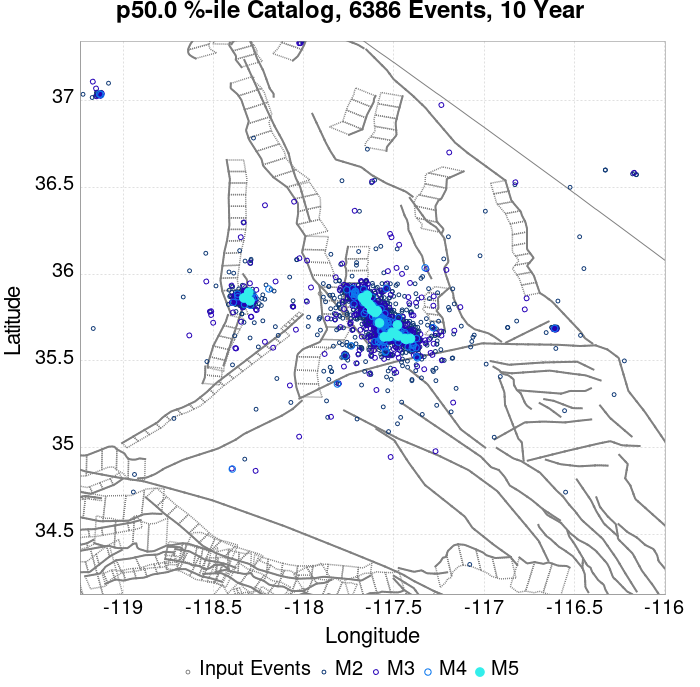 p50.0 %-ile Catalog, 6386 Events, 10 Year
37
36.5
36
35.5
35
34.5
Latitude
-119 -118.5 -118 -117.5 -117 -116.5 -116
Longitude
Input Events M2 M3 M4 M5